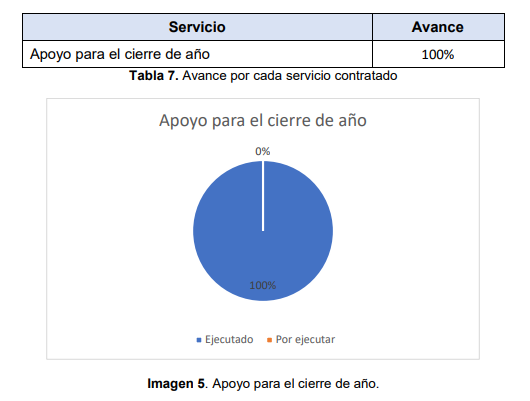 Servicio Avance
Apoyo para el cierre de año 100%
Tabla 7. Avance por cada servicio contratado
Apoyo para el cierre de año
0%
100%
Ejecutado Por ejecutar
Imagen 5. Apoyo para el cierre de año.